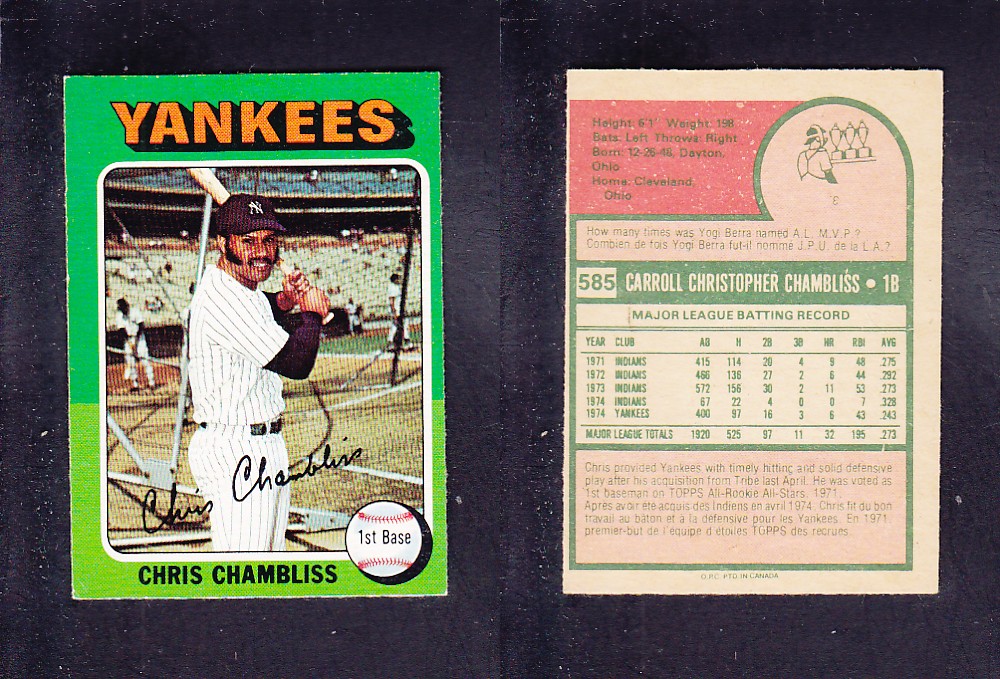 YANKEES
NY
Chris Chambliss
1st Base
CHRIS CHAMBLISS
Height: 6'1" Weight: 198
Bats: Left Throws: Right
Born: 12-26-48, Dayton,
Ohio
Home: Cleveland,
Ohio
How many times was Yogi Berra named A.L. M.V.P.?
Combien de fois Yogi Berra fut-il nommé J.P.U. de la L.A.?
585 CARROLL CHRISTOPHER CHAMBLISS • 1B
MAJOR LEAGUE BATTING RECORD
YEAR CLUB AB H 2B 3B HR RBI AVG
1971 INDIANS 415 114 20 4 9 48 .275
1972 INDIANS 466 136 27 2 6 44 .292
1973 INDIANS 572 156 30 2 11 53 .273
1974 INDIANS 67 22 4 0 0 7 .328
1974 YANKEES 400 97 16 3 6 43 .243
MAJOR LEAGUE TOTALS 1920 525 97 11 32 195 .273
Chris provided Yankees with timely hitting and solid defensive
play after his acquisition from Tribe last April. He was voted as
1st baseman on TOPPS All-Rookie All-Stars, 1971.
Après avoir été acquis des Indiens en avril 1974, Chris fit du bon
travail au bâton et à la défensive pour les Yankees. En 1971,
premier-but de l'équipe d'étoiles TOPPS des recrues.
O.P.C. PTD. IN CANADA